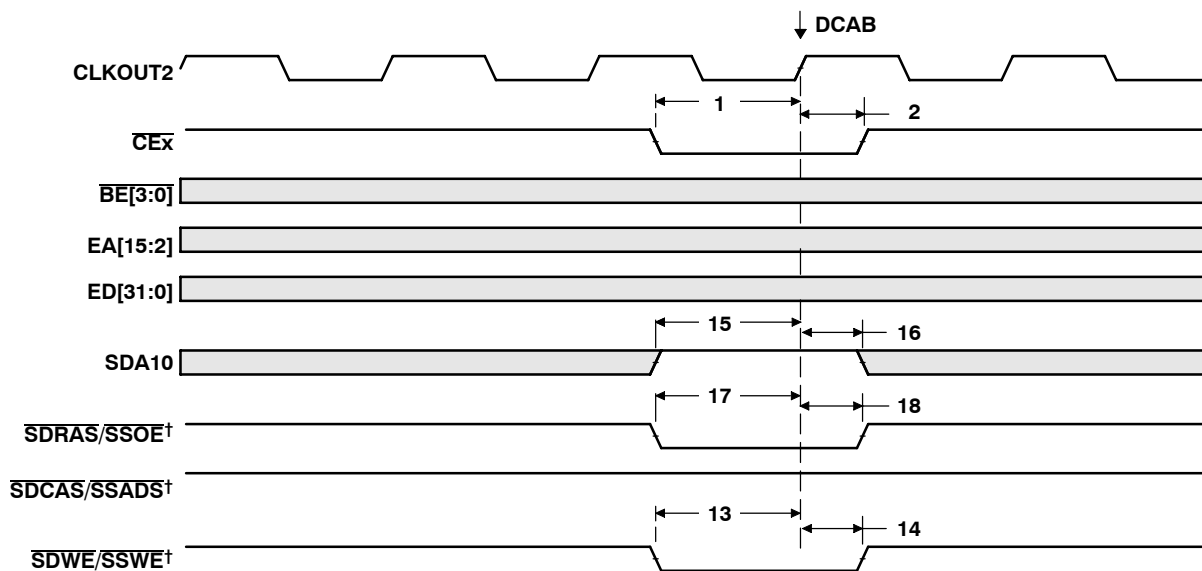 DCAB
CLKOUT2
1
2
CEx
BE[3:0]
EA[15:2]
ED[31:0]
15
16
SDA10
17
18
SDRAS/SSOE†
SDCAS/SSADS†
13
14
SDWE/SSWE†